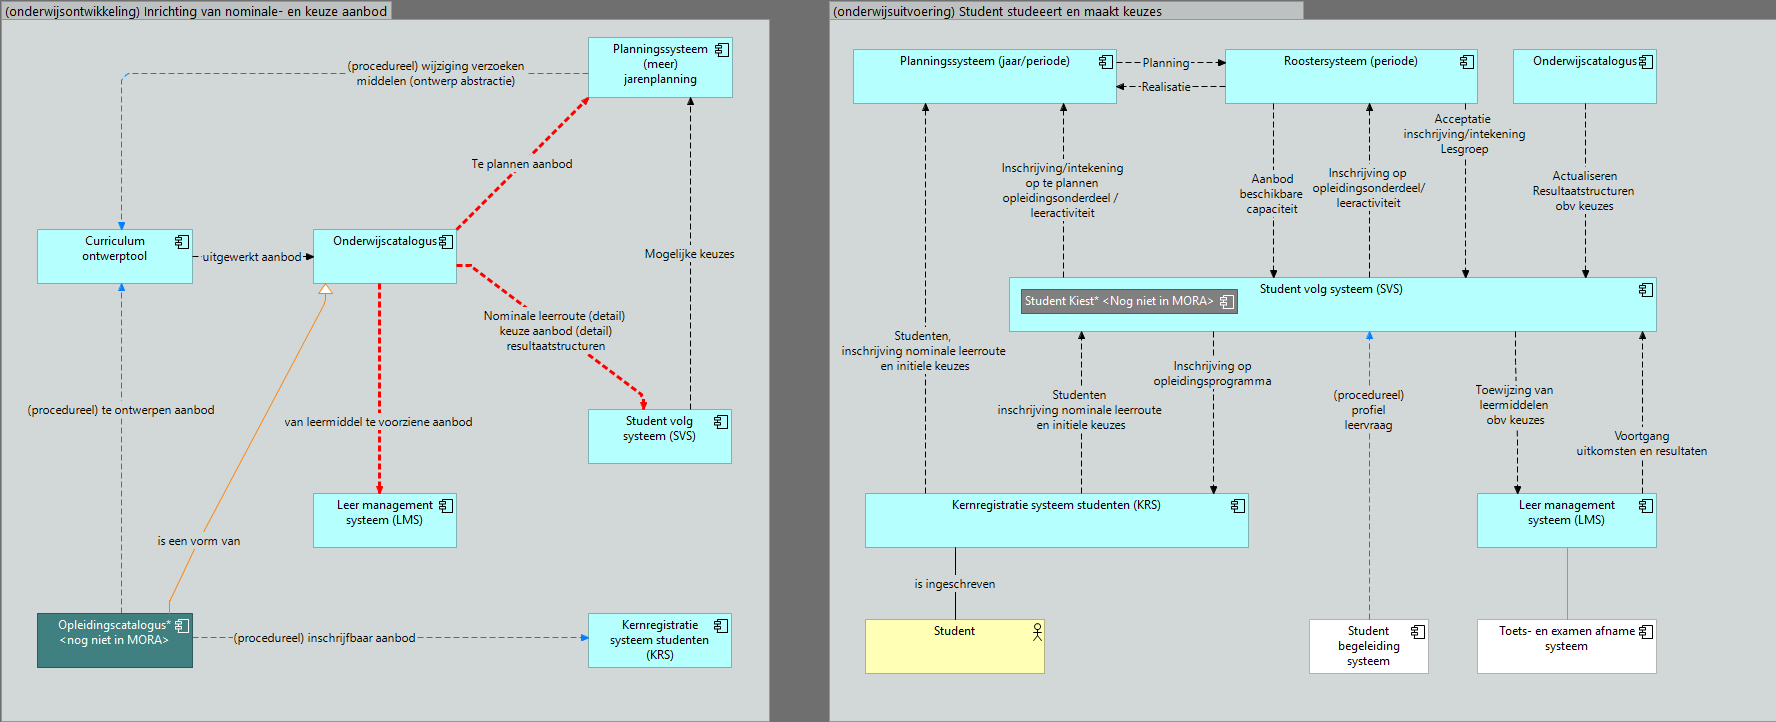 (onderwijsontwikkeling) Inrichting van nominale- en keuze aanbod
Planningssysteem
(meer)
jarenplanning
(procedureel) wijziging verzoeken
middelen (ontwerp abstractie)
Te plannen aanbod
Curriculum
ontwerptool
uitgewerkt aanbod
Onderwijscatalogus
Mogelijke keuzes
Nominale leerroute (detail)
keuze aanbod (detail)
resultaatstructuren
(procedureel) te ontwerpen aanbod
van leermiddel te voorziene aanbod
Student volg
systeem (SVS)
Leer management
systeem (LMS)
is een vorm van
Opleidingscatalogus*
<nog niet in MORA>
(procedureel) inschrijfbaar aanbod
Kernregistratie
systeem studenten
(KRS)
(onderwijsuitvoering) Student studeeert en maakt keuzes
Planningssysteem (jaar/periode)
Planning
Realisatie
Roostersysteem (periode)
Onderwijscatalogus
Inschrijving/intekening
op te plannen
opleidingsonderdeel /
leeractiviteit
Aanbod
beschikbare
capaciteit
Inschrijving op
opleidingsonderdeel/
leeractiviteit
Acceptatie
inschrijving/intekening
Lesgroep
Actualiseren
Resultaatstructuren
obv keuzes
Student volg systeem (SVS)
Student Kiest* <Nog niet in MORA>
Studenten,
inschrijving nominale leerroute
en initiele keuzes
Studenten
inschrijving nominale leerroute
en initiele keuzes
Inschrijving op
opleidingsprogramma
(procedureel)
profiel
leervraag
Toewijzing van
leermiddelen
obv keuzes
Voortgang
uitkomsten en resultaten
Kernregistratie systeem studenten (KRS)
Leer management
systeem (LMS)
is ingeschreven
Student
Student
begeleiding
systeem
Toets- en examen afname
systeem